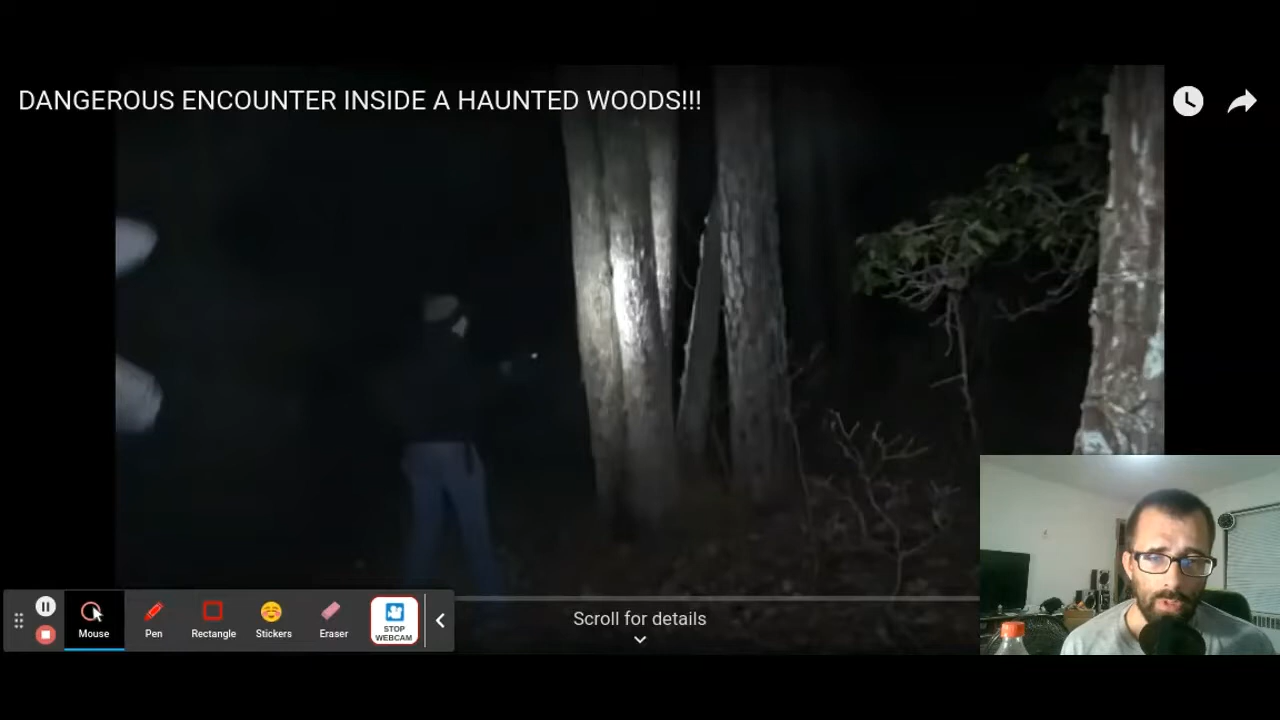 DANGEROUS ENCOUNTER INSIDE A HAUNTED WOODS!!!
Scroll for details
Mouse
Pen
Rectangle
Stickers
Eraser
STOP
WEBCAM